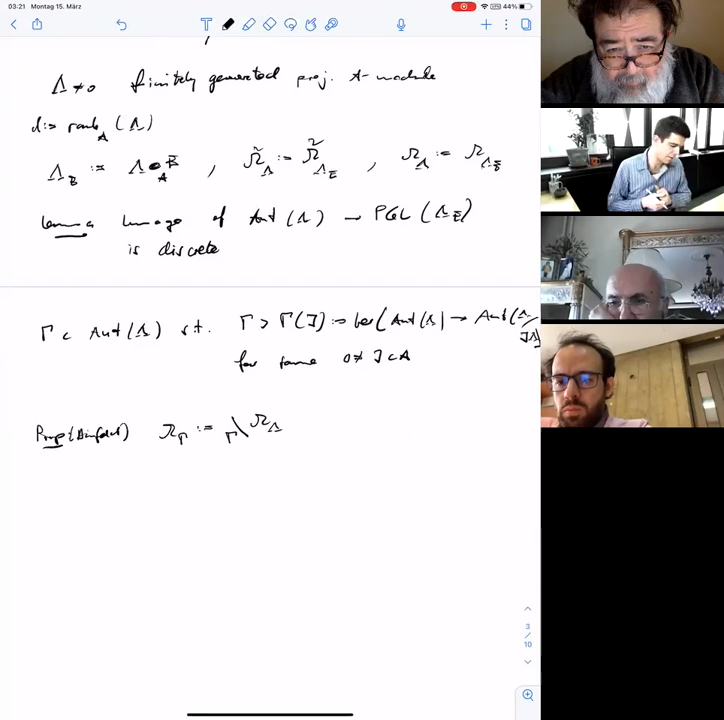 03:21 Montag 15. März 44%
Λ ≠ 0 finitely generated proj. A-module
d := rank_A (Λ)
Λ_E := Λ ⊗_A E , Ω̃_Λ := Ω̃_{Λ_E} , Ω_Λ := Ω_{Λ_E}
Lemma Image of Aut (Λ) → PGL (Λ_E)
is discrete
Γ < Aut (Λ) s.t. Γ > Γ(J) := ker( Aut (Λ) → Aut (Λ/JΛ)
for some 0 ≠ J ⊂ A
Prop (Drinfeld) Ω_Γ := Γ\Ω_Λ
3
/
10